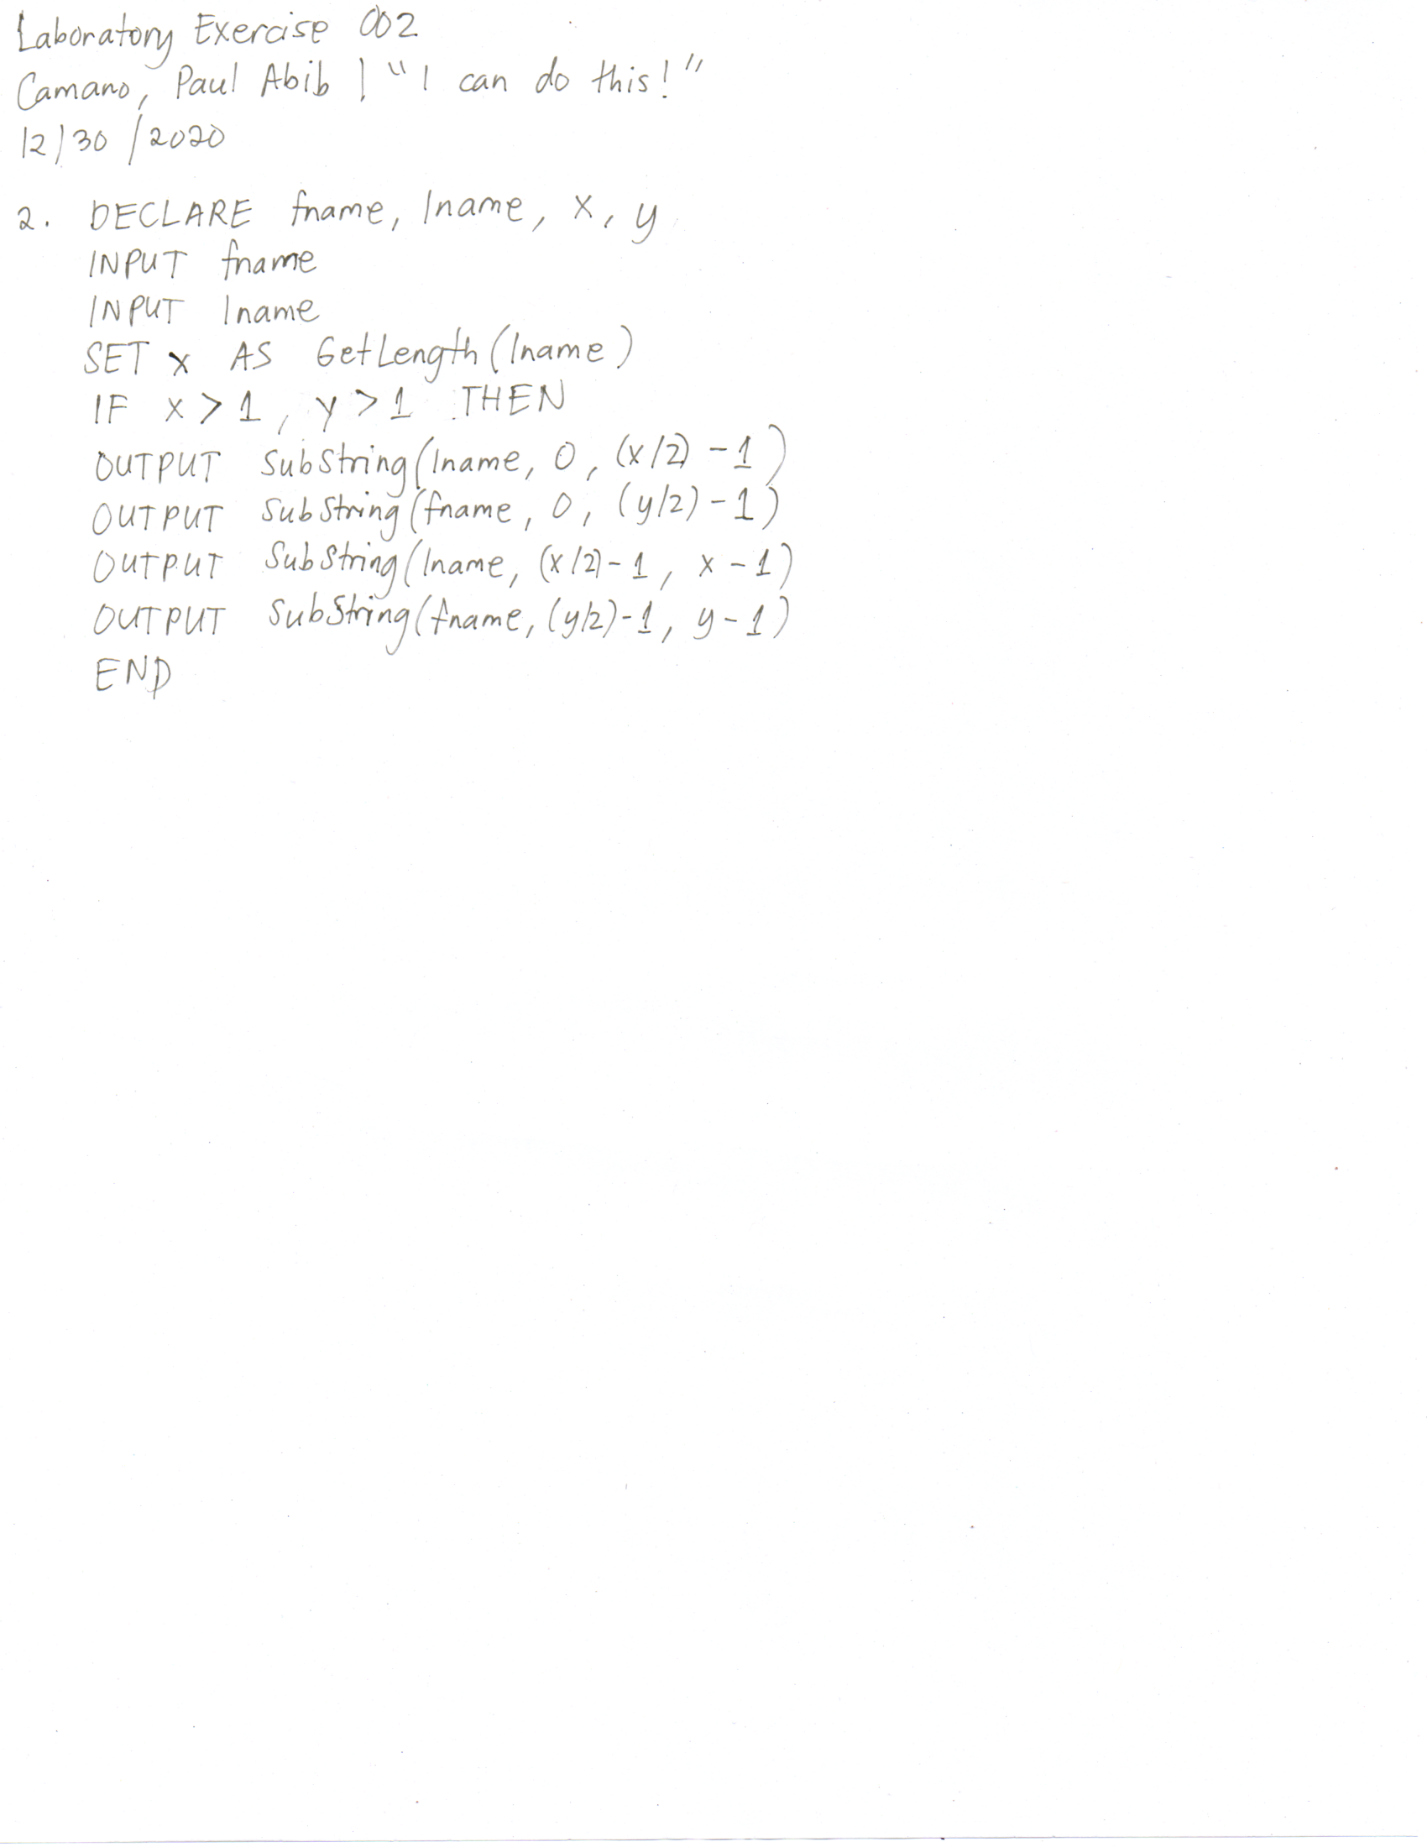 Laboratory Exercise 002
Camano, Paul Abib | "I can do this!"
12/30/2020
2. DECLARE fname, lname, x, y
INPUT fname
INPUT lname
SET x AS GetLength(lname)
IF x > 1, y > 1 THEN
OUTPUT SubString(lname, 0, (x/2) - 1)
OUTPUT SubString(fname, 0, (y/2) - 1)
OUTPUT SubString(lname, (x/2) - 1, x - 1)
OUTPUT SubString(fname, (y/2) - 1, y - 1)
END